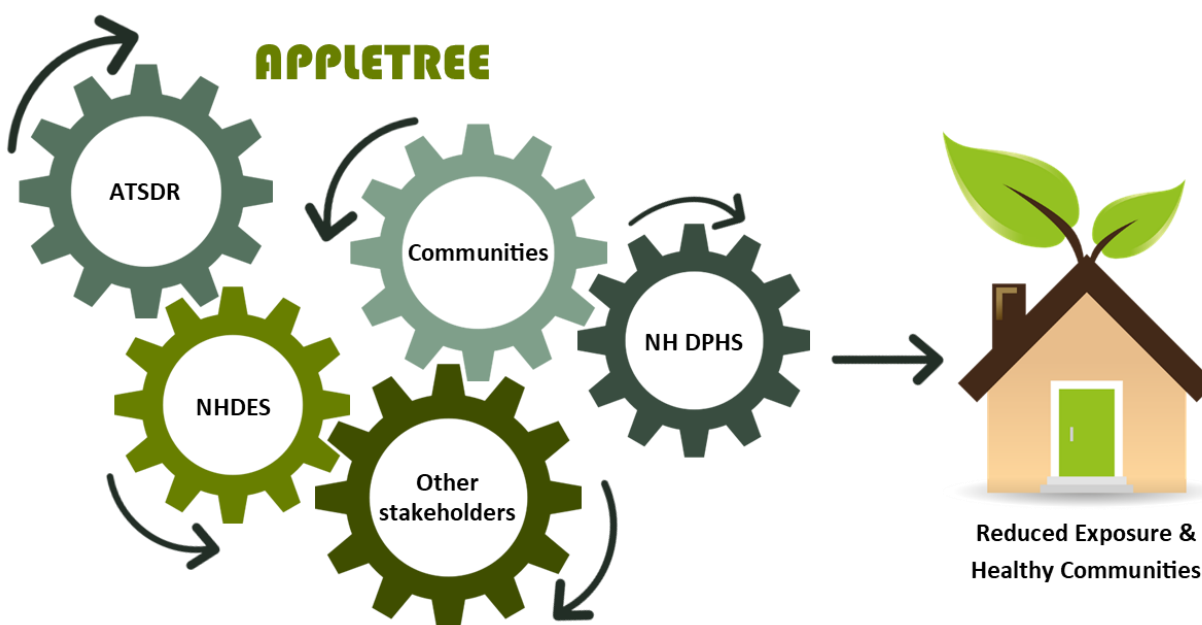 APPLETREE
ATSDR
Communities
NH DPHS
NHDES
Other
stakeholders
Reduced Exposure &
Healthy Communities